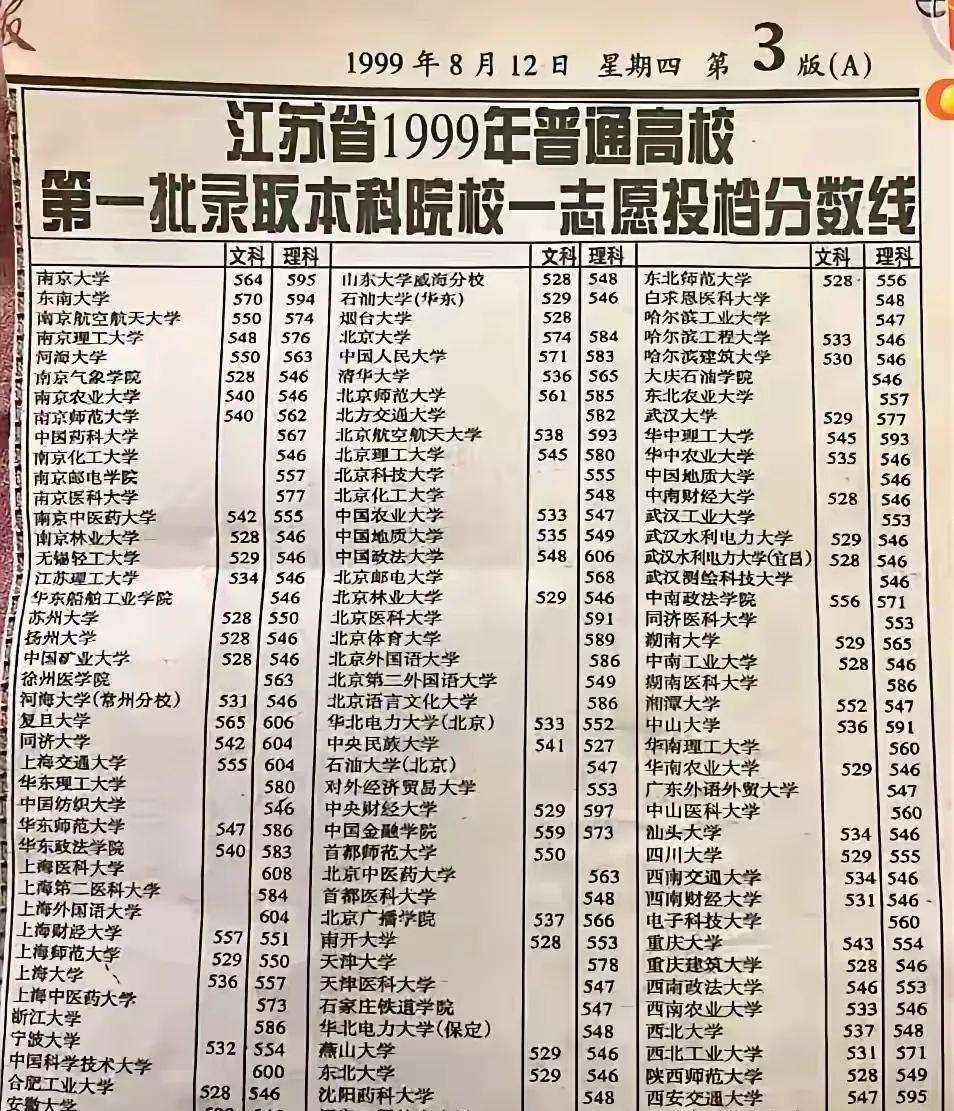 1999年8月12日 星期四 第3版(A)
江苏省1999年普通高校
第一批录取本科院校一志愿投档分数线
文科 理科 文科 理科 文科 理科
南京大学 564 595
东南大学 570 594
南京航空航天大学 550 574
南京理工大学 548 576
河海大学 550 563
南京气象学院 528 546
南京农业大学 540 546
南京师范大学 540 562
中国药科大学 567
南京化工大学 546
南京邮电学院 557
南京医科大学 577
南京中医药大学 542 555
南京林业大学 528 546
无锡轻工大学 529 546
江苏理工大学 534 546
华东船舶工业学院 546
苏州大学 528 550
扬州大学 528 546
中国矿业大学 528 546
徐州医学院 563
河海大学(常州分校) 531 546
复旦大学 565 606
同济大学 542 604
上海交通大学 555 604
华东理工大学 580
中国纺织大学 546
华东师范大学 547 586
华东政法学院 540 583
上海医科大学 608
上海第二医科大学 584
上海外国语大学 604
上海财经大学 557 551
上海师范大学 529 550
上海大学 536 557
上海中医药大学 573
浙江大学 586
宁波大学 532 554
中国科学技术大学 600
合肥工业大学 528 546
安徽大学
山东大学威海分校 528 548
石油大学(华东) 529 546
烟台大学 528
北京大学 574 584
中国人民大学 571 583
清华大学 536 565
北京师范大学 561 585
北方交通大学 582
北京航空航天大学 538 593
北京理工大学 545 580
北京科技大学 555
北京化工大学 548
中国农业大学 533 547
中国地质大学 535 549
中国政法大学 548 606
北京邮电大学 568
北京林业大学 529 546
北京医科大学 591
北京体育大学 589
北京外国语大学 586
北京第二外国语大学 549
北京语言文化大学 586
华北电力大学(北京) 533 552
中央民族大学 541 527
石油大学(北京) 547
对外经济贸易大学 553
中央财经大学 529 597
中国金融学院 559 573
首都师范大学 550
北京中医药大学 563
首都医科大学 548
北京广播学院 537 566
南开大学 528 553
天津大学 578
天津医科大学 547
石家庄铁道学院 547
华北电力大学(保定) 548
燕山大学 529 546
东北大学 529 546
沈阳药科大学 548
东北师范大学 528 556
白求恩医科大学 548
哈尔滨工业大学 547
哈尔滨工程大学 533 546
哈尔滨建筑大学 530 546
大庆石油学院 546
东北农业大学 557
武汉大学 529 577
华中理工大学 545 593
华中农业大学 535 546
中国地质大学 546
中南财经大学 528 546
武汉工业大学 553
武汉水利电力大学 529 546
武汉水利电力大学(宜昌) 528 546
武汉测绘科技大学 546
中南政法学院 556 571
同济医科大学 553
湖南大学 529 565
中南工业大学 528 546
湖南医科大学 586
湘潭大学 552 547
中山大学 536 591
华南理工大学 560
华南农业大学 529 546
广东外语外贸大学 547
中山医科大学 560
汕头大学 534 546
四川大学 529 555
西南交通大学 534 546
西南财经大学 531 546
电子科技大学 560
重庆大学 543 554
重庆建筑大学 528 546
西南政法大学 546 553
西南农业大学 533 546
西北大学 537 548
西北工业大学 531 571
陕西师范大学 528 549
西安交通大学 547 595